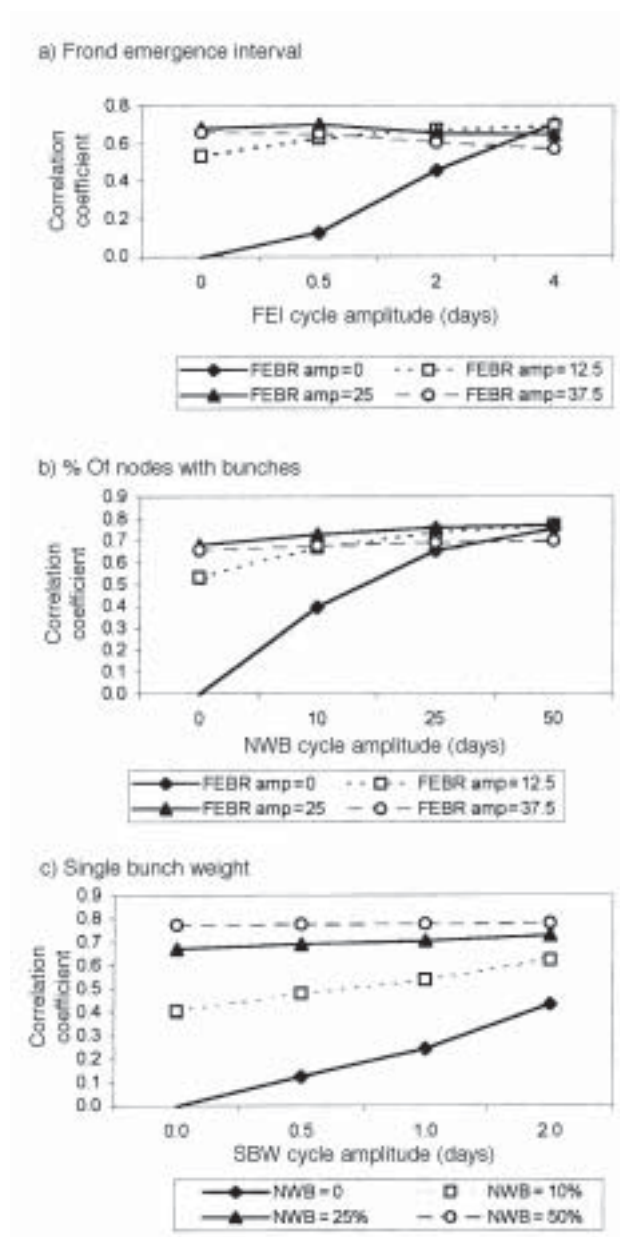 a) Frond emergence interval
Correlation
coefficient
0.8
0.6
0.4
0.2
0.0
0 0.5 2 4
FEI cycle amplitude (days)
FEBR amp=0 FEBR amp=12.5
FEBR amp=25 FEBR amp=37.5
b) % Of nodes with bunches
Correlation
coefficient
0.9
0.8
0.7
0.6
0.5
0.4
0.3
0.2
0.1
0.0
0 10 25 50
NWB cycle amplitude (days)
FEBR amp=0 FEBR amp=12.5
FEBR amp=25 FEBR amp=37.5
c) Single bunch weight
Correlation
coefficient
0.9
0.8
0.7
0.6
0.5
0.4
0.3
0.2
0.1
0.0
0.0 0.5 1.0 2.0
SBW cycle amplitude (days)
NWB=0 NWB=10%
NWB=25% NWB=50%